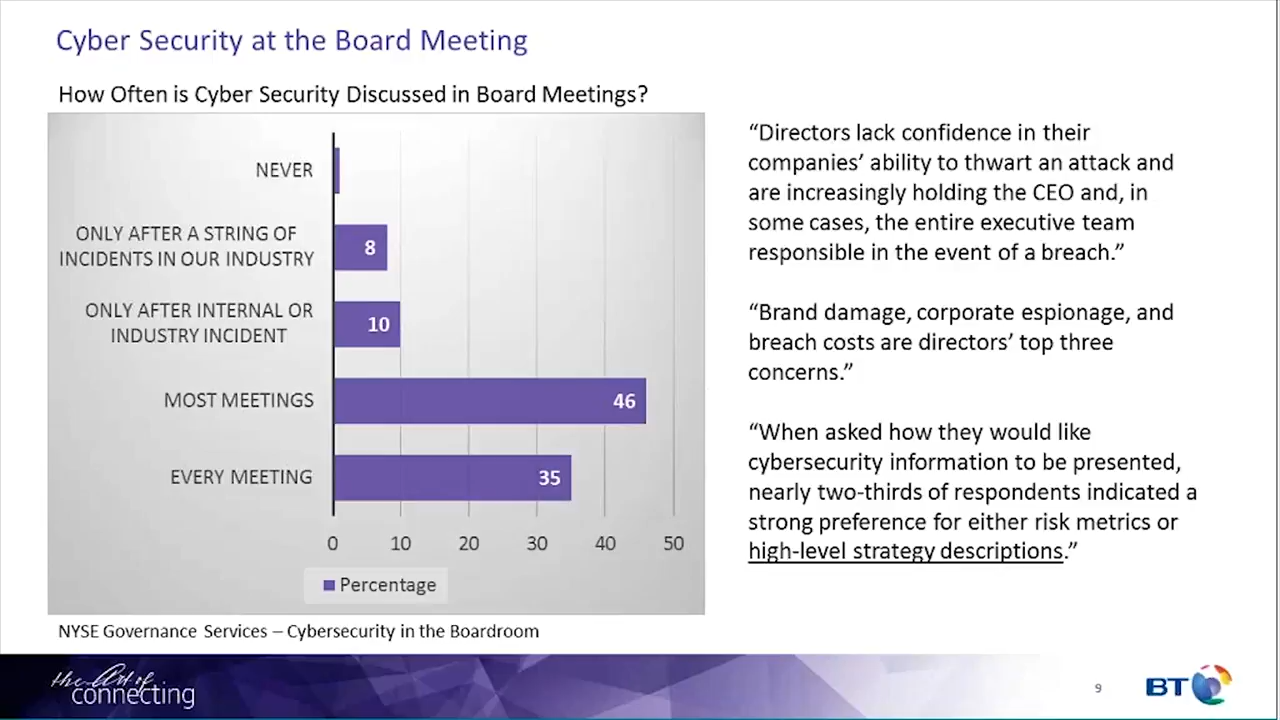 Cyber Security at the Board Meeting
How Often is Cyber Security Discussed in Board Meetings?
NEVER
ONLY AFTER A STRING OF
INCIDENTS IN OUR INDUSTRY
8
ONLY AFTER INTERNAL OR
INDUSTRY INCIDENT
10
MOST MEETINGS
46
EVERY MEETING
35
0 10 20 30 40 50
Percentage
NYSE Governance Services – Cybersecurity in the Boardroom
“Directors lack confidence in their
companies’ ability to thwart an attack and
are increasingly holding the CEO and, in
some cases, the entire executive team
responsible in the event of a breach.”
“Brand damage, corporate espionage, and
breach costs are directors’ top three
concerns.”
“When asked how they would like
cybersecurity information to be presented,
nearly two-thirds of respondents indicated a
strong preference for either risk metrics or
high-level strategy descriptions.”
the Art of
connecting
9
BT